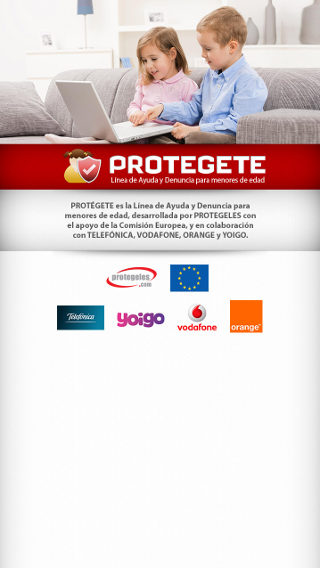 PROTEGETE
Línea de Ayuda y Denuncia para menores de edad
PROTÉGETE es la Línea de Ayuda y Denuncia para
menores de edad, desarrollada por PROTEGELES con
el apoyo de la Comisión Europea, y en colaboración
con TELEFÓNICA, VODAFONE, ORANGE y YOIGO.
protegeles
.com
Telefónica
yoigo
vodafone
orange™